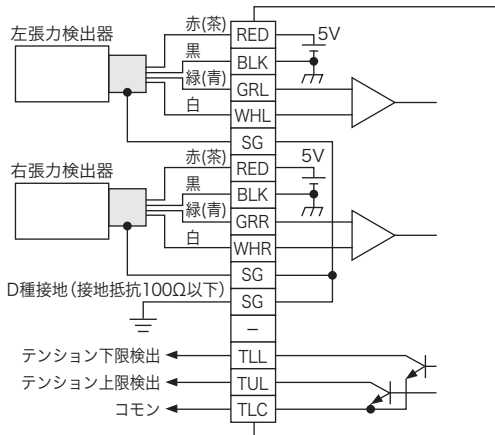 左張力検出器
赤(茶)
RED
5V
黒
BLK
緑(青)
GRL
白
WHL
SG
右張力検出器
赤(茶)
RED
5V
黒
BLK
緑(青)
GRR
白
WHR
SG
D種接地(接地抵抗100Ω以下)
SG
−
テンション下限検出
TLL
テンション上限検出
TUL
コモン
TLC